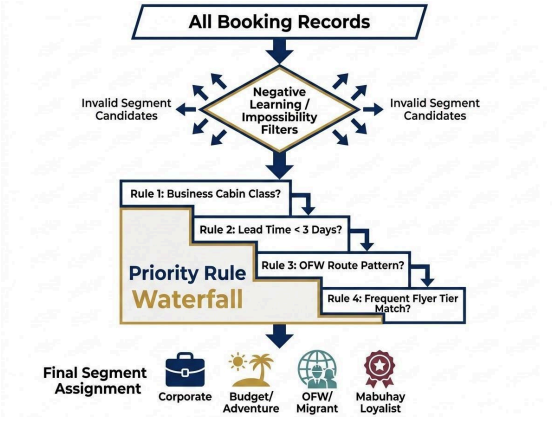 All Booking Records
Negative
Learning /
Impossibility
Filters
Invalid Segment
Candidates
Invalid Segment
Candidates
Rule 1: Business Cabin Class?
Rule 2: Lead Time < 3 Days?
Rule 3: OFW Route Pattern?
Rule 4: Frequent Flyer Tier
Match?
Priority Rule
Waterfall
Final Segment
Assignment
Corporate
Budget/
Adventure
OFW/
Migrant
Mabuhay
Loyalist